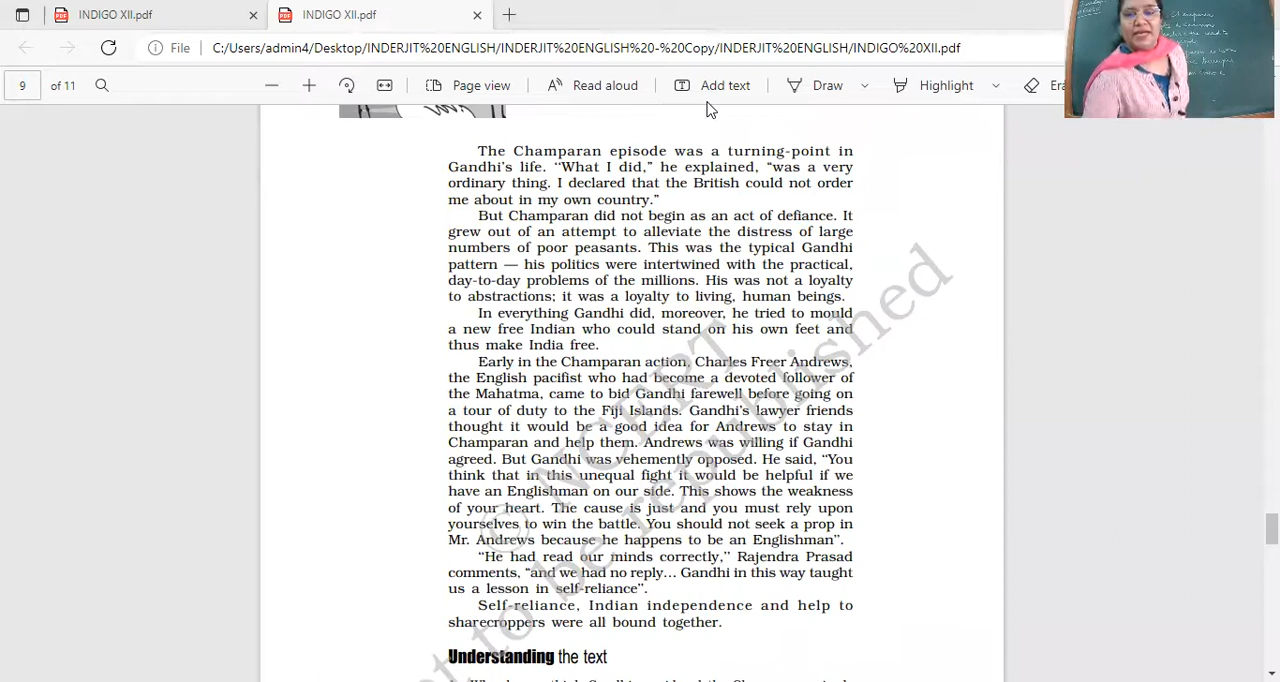 INDIGO XII.pdf
INDIGO XII.pdf
File C:/Users/admin4/Desktop/INDERJIT%20ENGLISH/INDERJIT%20ENGLISH%20-%20Copy/INDERJIT%20ENGLISH/INDIGO%20XII.pdf
9 of 11 Page view Read aloud Add text Draw Highlight Era
The Champaran episode was a turning-point in
Gandhi's life. “What I did,” he explained, “was a very
ordinary thing. I declared that the British could not order
me about in my own country.”
But Champaran did not begin as an act of defiance. It
grew out of an attempt to alleviate the distress of large
numbers of poor peasants. This was the typical Gandhi
pattern — his politics were intertwined with the practical,
day-to-day problems of the millions. His was not a loyalty
to abstractions; it was a loyalty to living, human beings.
In everything Gandhi did, moreover, he tried to mould
a new free Indian who could stand on his own feet and
thus make India free.
Early in the Champaran action, Charles Freer Andrews,
the English pacifist who had become a devoted follower of
the Mahatma, came to bid Gandhi farewell before going on
a tour of duty to the Fiji Islands. Gandhi's lawyer friends
thought it would be a good idea for Andrews to stay in
Champaran and help them. Andrews was willing if Gandhi
agreed. But Gandhi was vehemently opposed. He said, “You
think that in this unequal fight it would be helpful if we
have an Englishman on our side. This shows the weakness
of your heart. The cause is just and you must rely upon
yourselves to win the battle. You should not seek a prop in
Mr. Andrews because he happens to be an Englishman”.
“He had read our minds correctly,” Rajendra Prasad
comments, “and we had no reply... Gandhi in this way taught
us a lesson in self-reliance”.
Self-reliance, Indian independence and help to
sharecroppers were all bound together.
Understanding the text
© NCERT
not to be republished